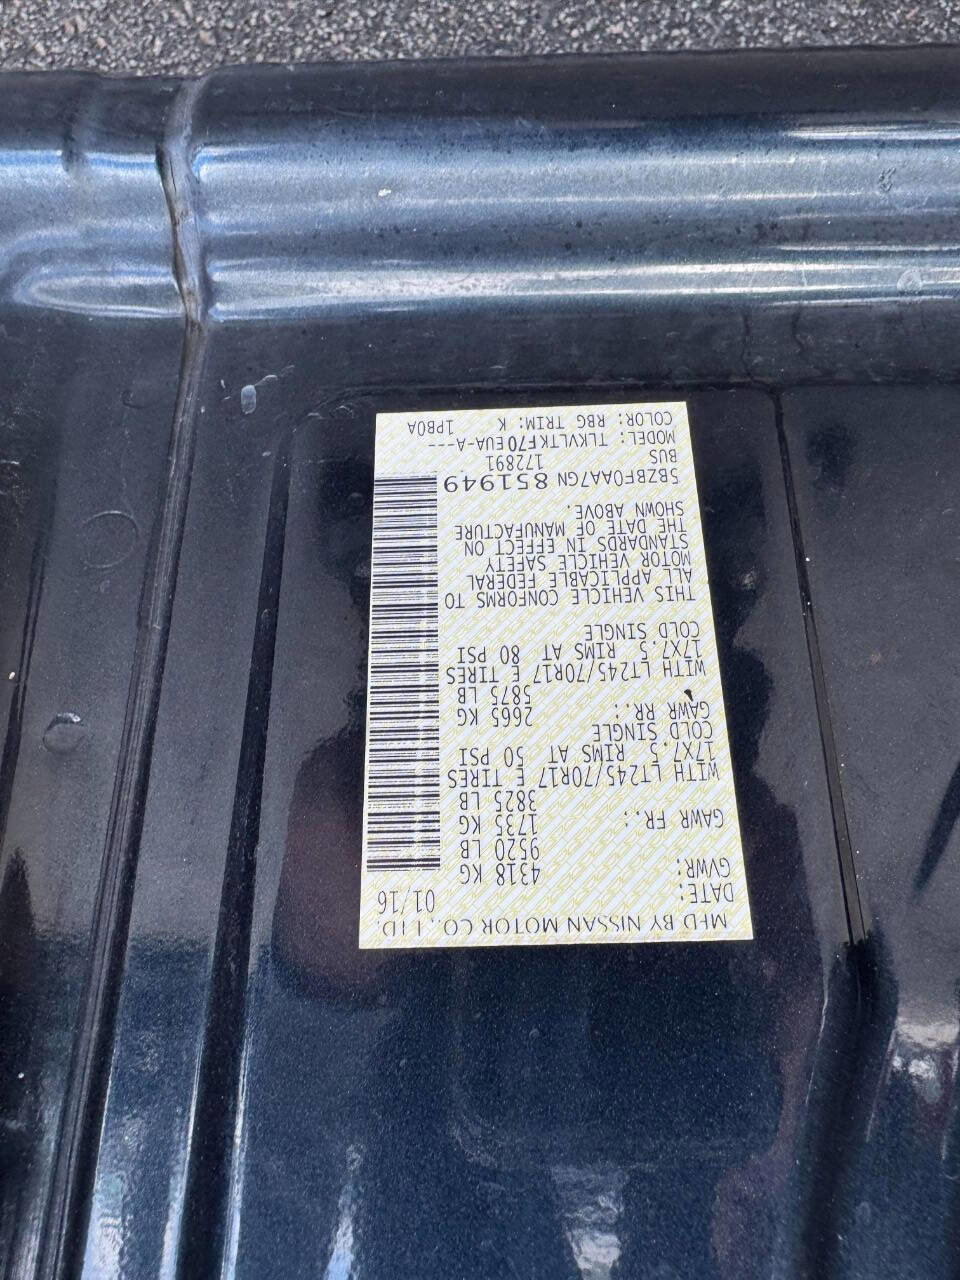 MFD BY NISSAN MOTOR CO., LTD.
DATE: 01/16
GVWR: 4318 KG
9520 LB
GAWR FR.: 1735 KG
3825 LB
WITH LT245/70R17 E TIRES
17X7.5 RIMS AT 50 PSI
COLD SINGLE
GAWR RR.: 2665 KG
5875 LB
WITH LT245/70R17 E TIRES
17X7.5 RIMS AT 80 PSI
COLD SINGLE
THIS VEHICLE CONFORMS TO
ALL APPLICABLE FEDERAL
MOTOR VEHICLE SAFETY
STANDARDS IN EFFECT ON
THE DATE OF MANUFACTURE
SHOWN ABOVE.
5BZBF0AA7GN 851949
BUS 172891
MODEL: TLKVLTKF70EUA-A---
COLOR: RBG TRIM: K 1PB0A